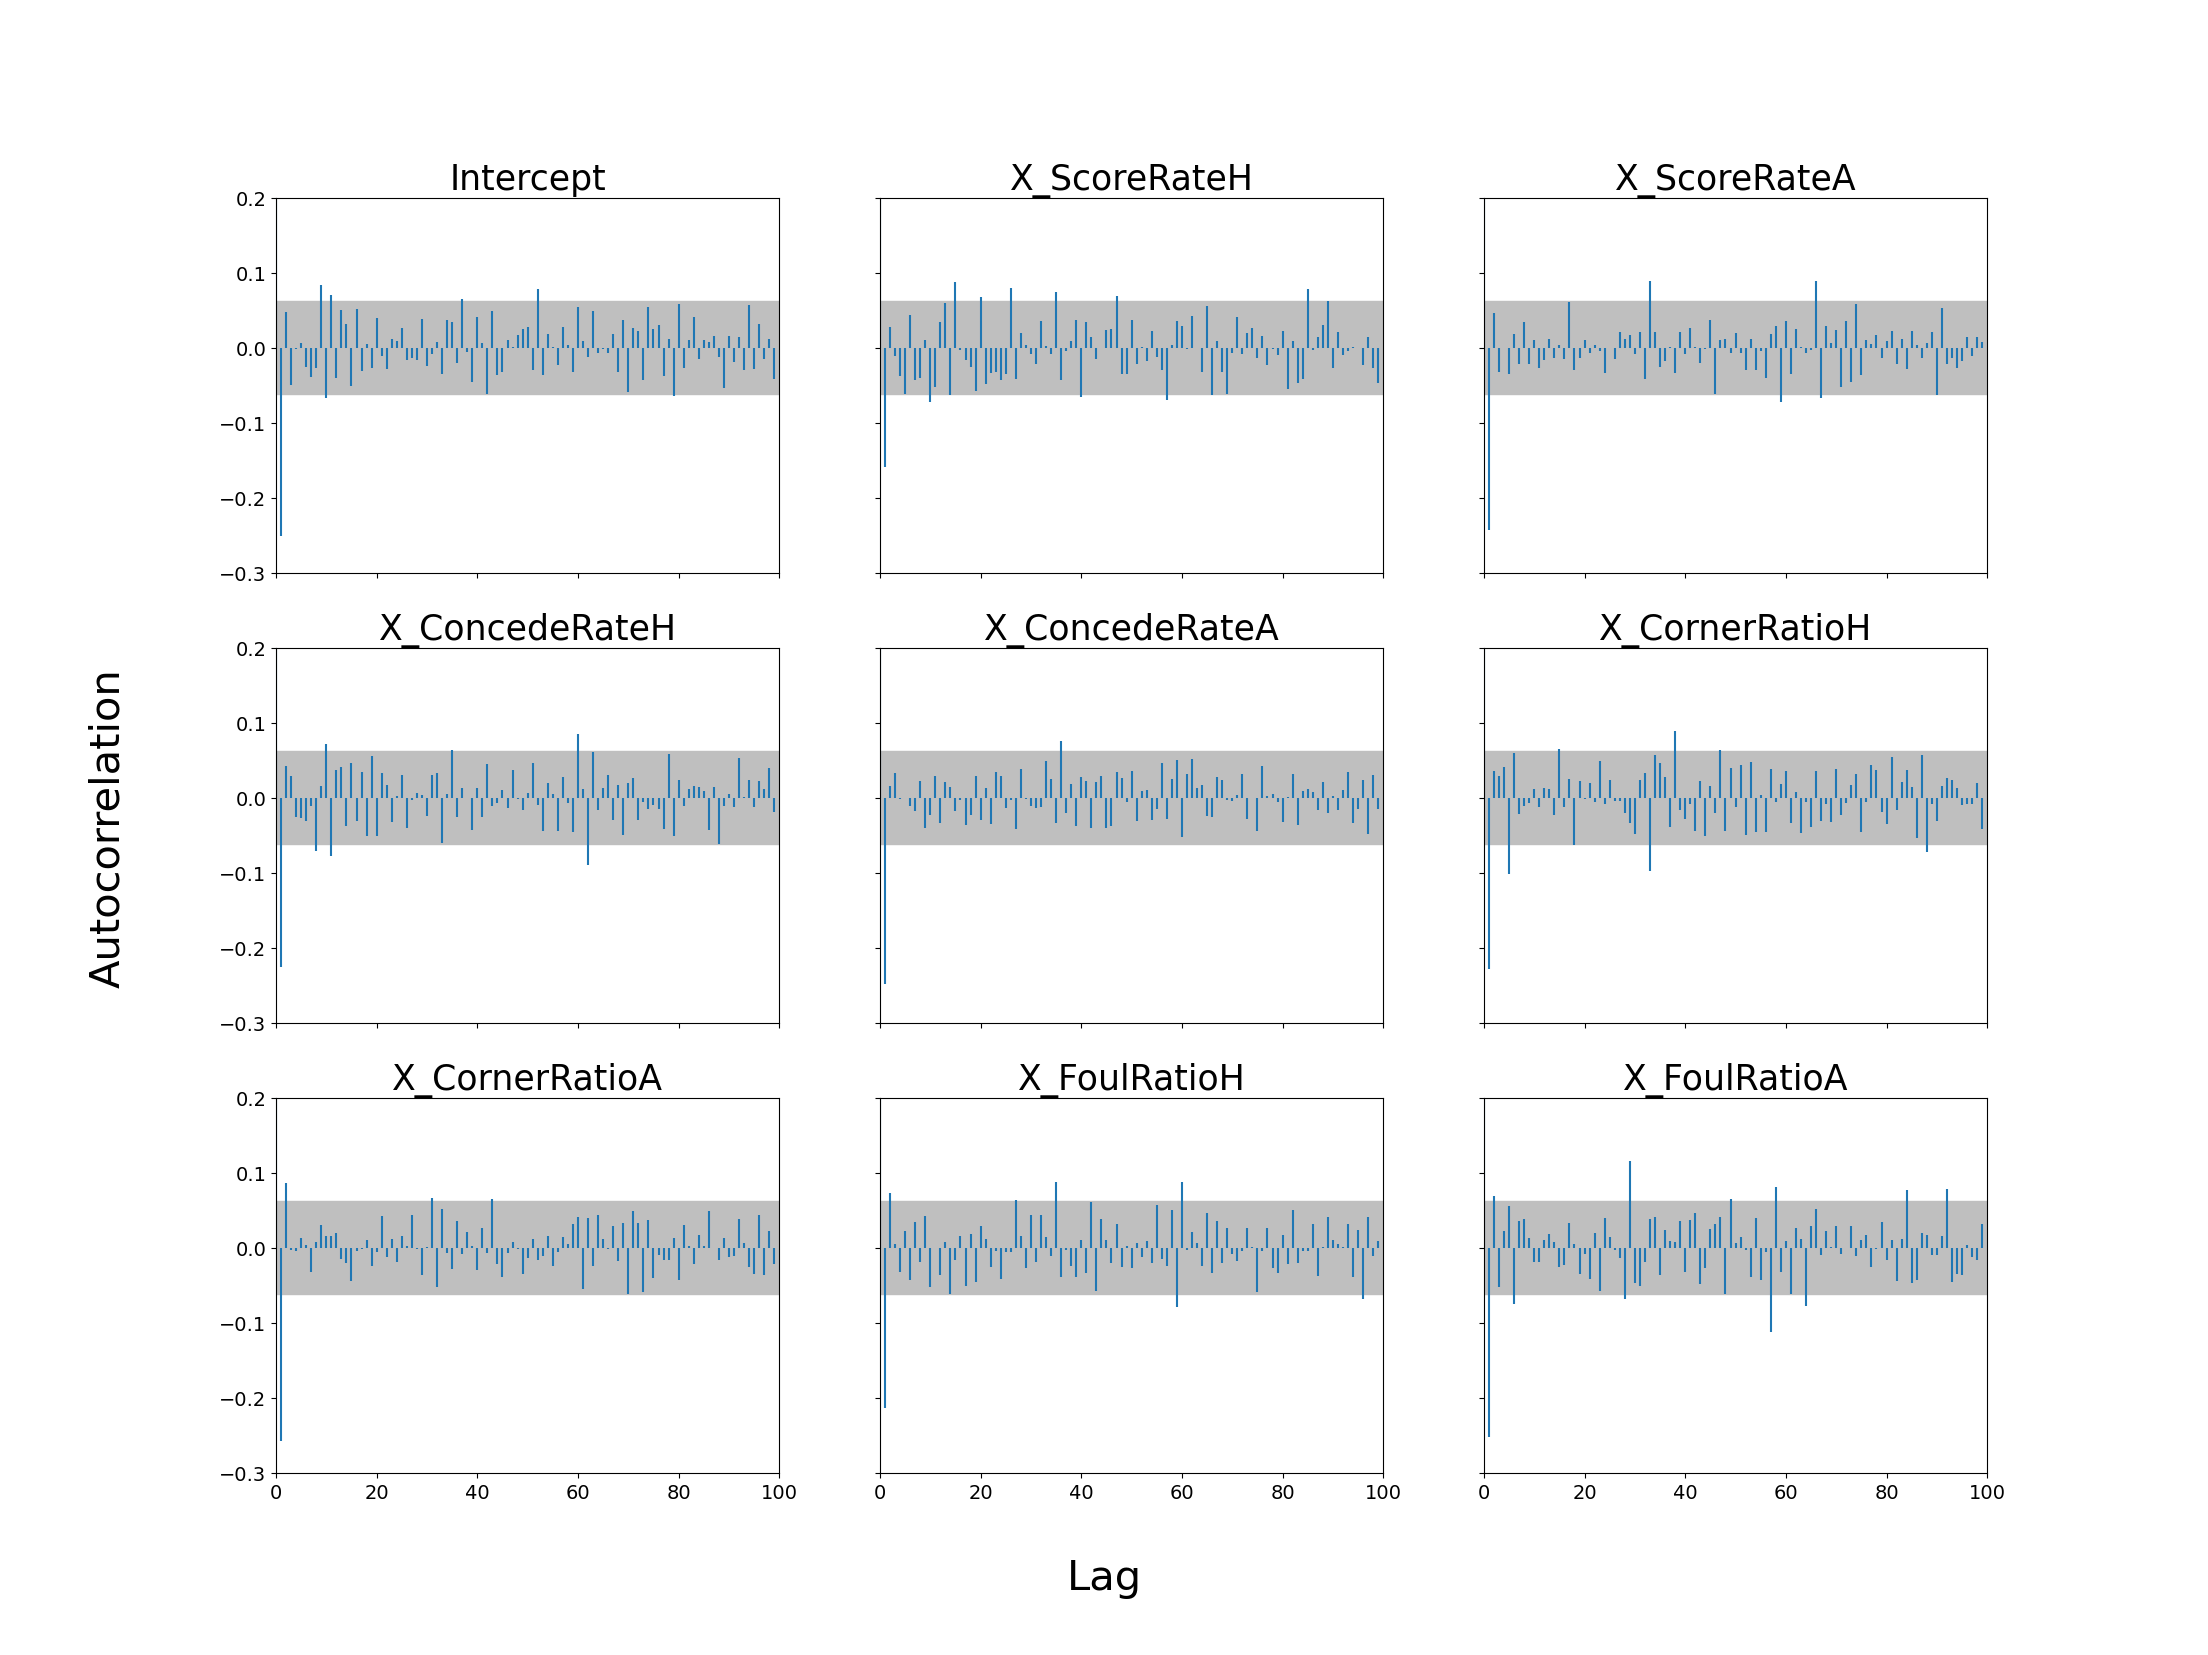 Intercept
X_ScoreRateH
X_ScoreRateA
0.2
0.1
0.0
−0.1
−0.2
−0.3
X_ConcedeRateH
X_ConcedeRateA
X_CornerRatioH
0.2
0.1
0.0
−0.1
−0.2
−0.3
Autocorrelation
X_CornerRatioA
X_FoulRatioH
X_FoulRatioA
0.2
0.1
0.0
−0.1
−0.2
−0.3
0 20 40 60 80 100
0 20 40 60 80 100
0 20 40 60 80 100
Lag